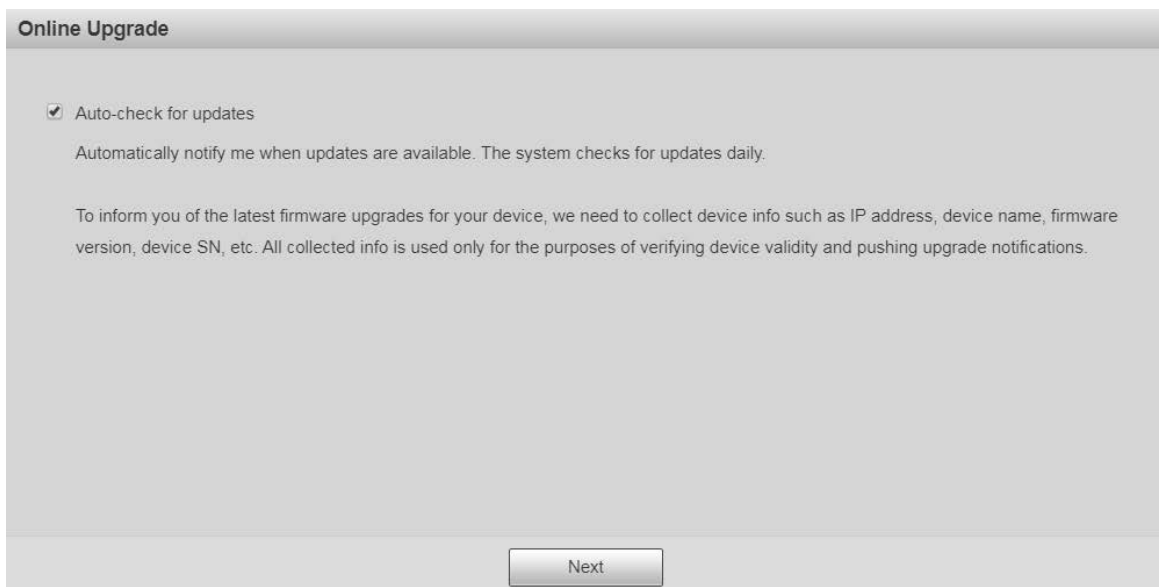 Online Upgrade
Auto-check for updates
Automatically notify me when updates are available. The system checks for updates daily.
To inform you of the latest firmware upgrades for your device, we need to collect device info such as IP address, device name, firmware
version, device SN, etc. All collected info is used only for the purposes of verifying device validity and pushing upgrade notifications.
Next